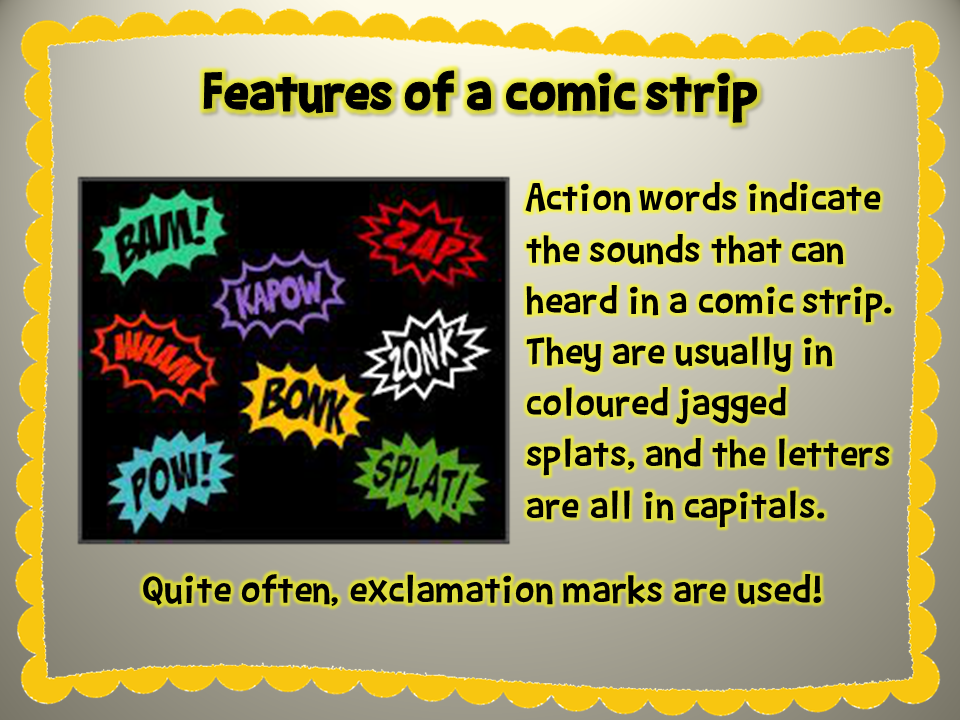 Features of a comic strip
BAM!
ZAP
KAPOW
WHAM
ZONK
BONK
POW!
SPLAT!
Action words indicate
the sounds that can
heard in a comic strip.
They are usually in
coloured jagged
splats, and the letters
are all in capitals.
Quite often, exclamation marks are used!